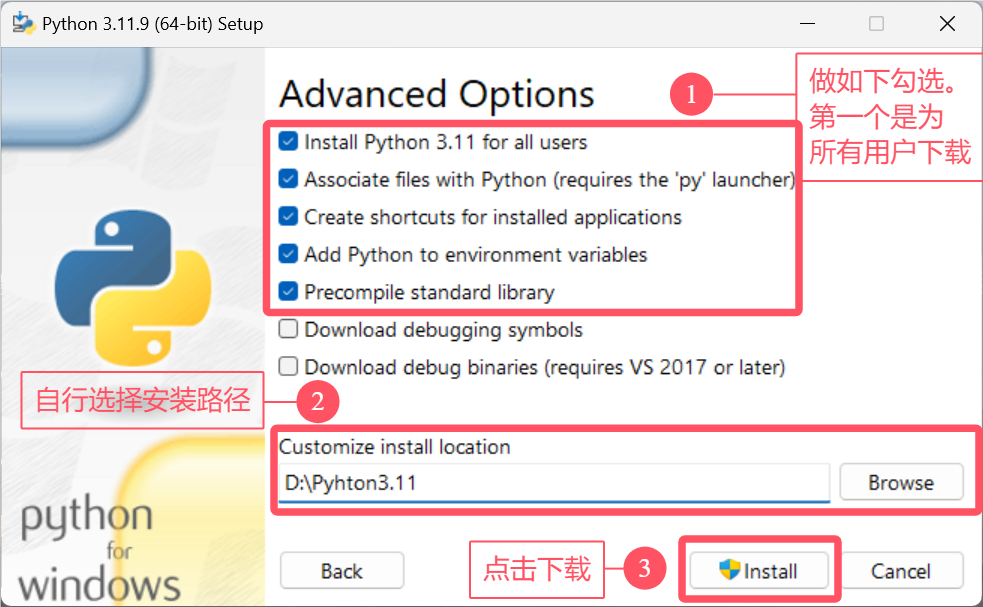 Python 3.11.9 (64-bit) Setup
Advanced Options
1
做如下勾选。
第一个是为
所有用户下载
Install Python 3.11 for all users
Associate files with Python (requires the 'py' launcher)
Create shortcuts for installed applications
Add Python to environment variables
Precompile standard library
Download debugging symbols
Download debug binaries (requires VS 2017 or later)
自行选择安装路径
2
Customize install location
D:\Pyhton3.11
Browse
python
for
windows
Back
点击下载
3
Install
Cancel